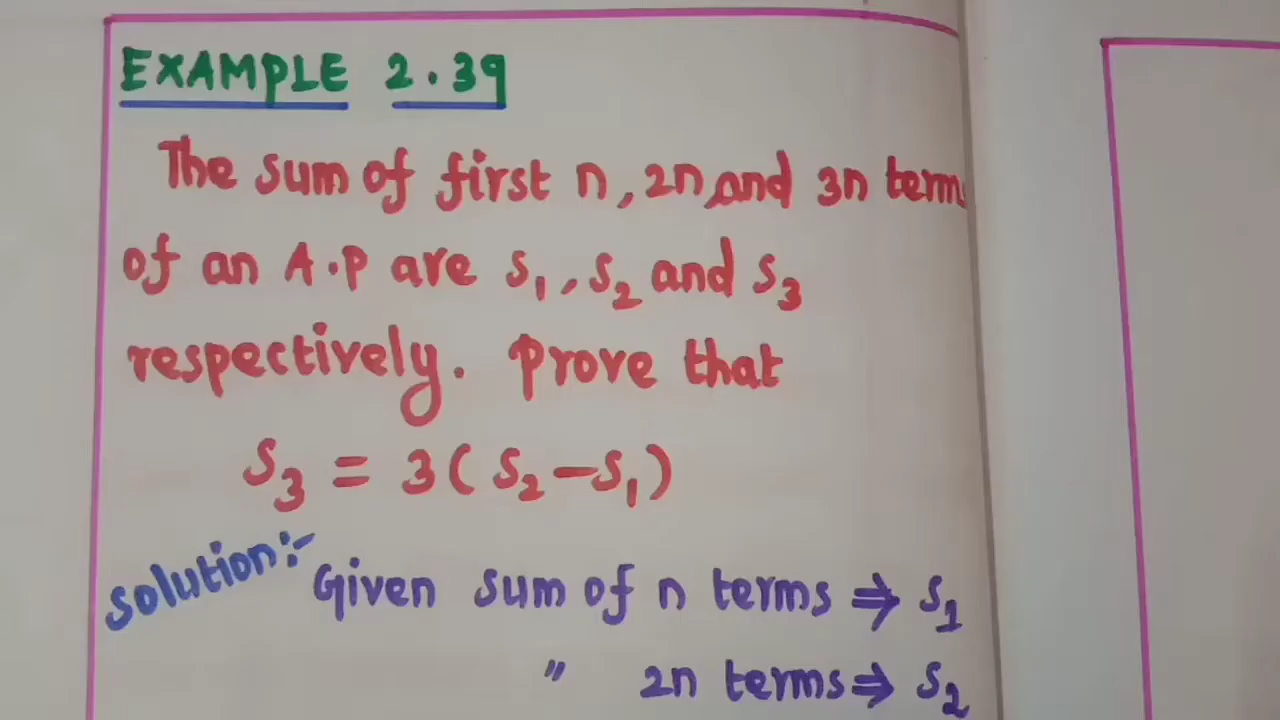 EXAMPLE 2.39
The sum of first n, 2n, and 3n term
of an A.P are S₁, S₂ and S₃
respectively. Prove that
S₃ = 3(S₂ - S₁)
Solution:- Given sum of n terms ⇒ S₁
" 2n terms ⇒ S₂